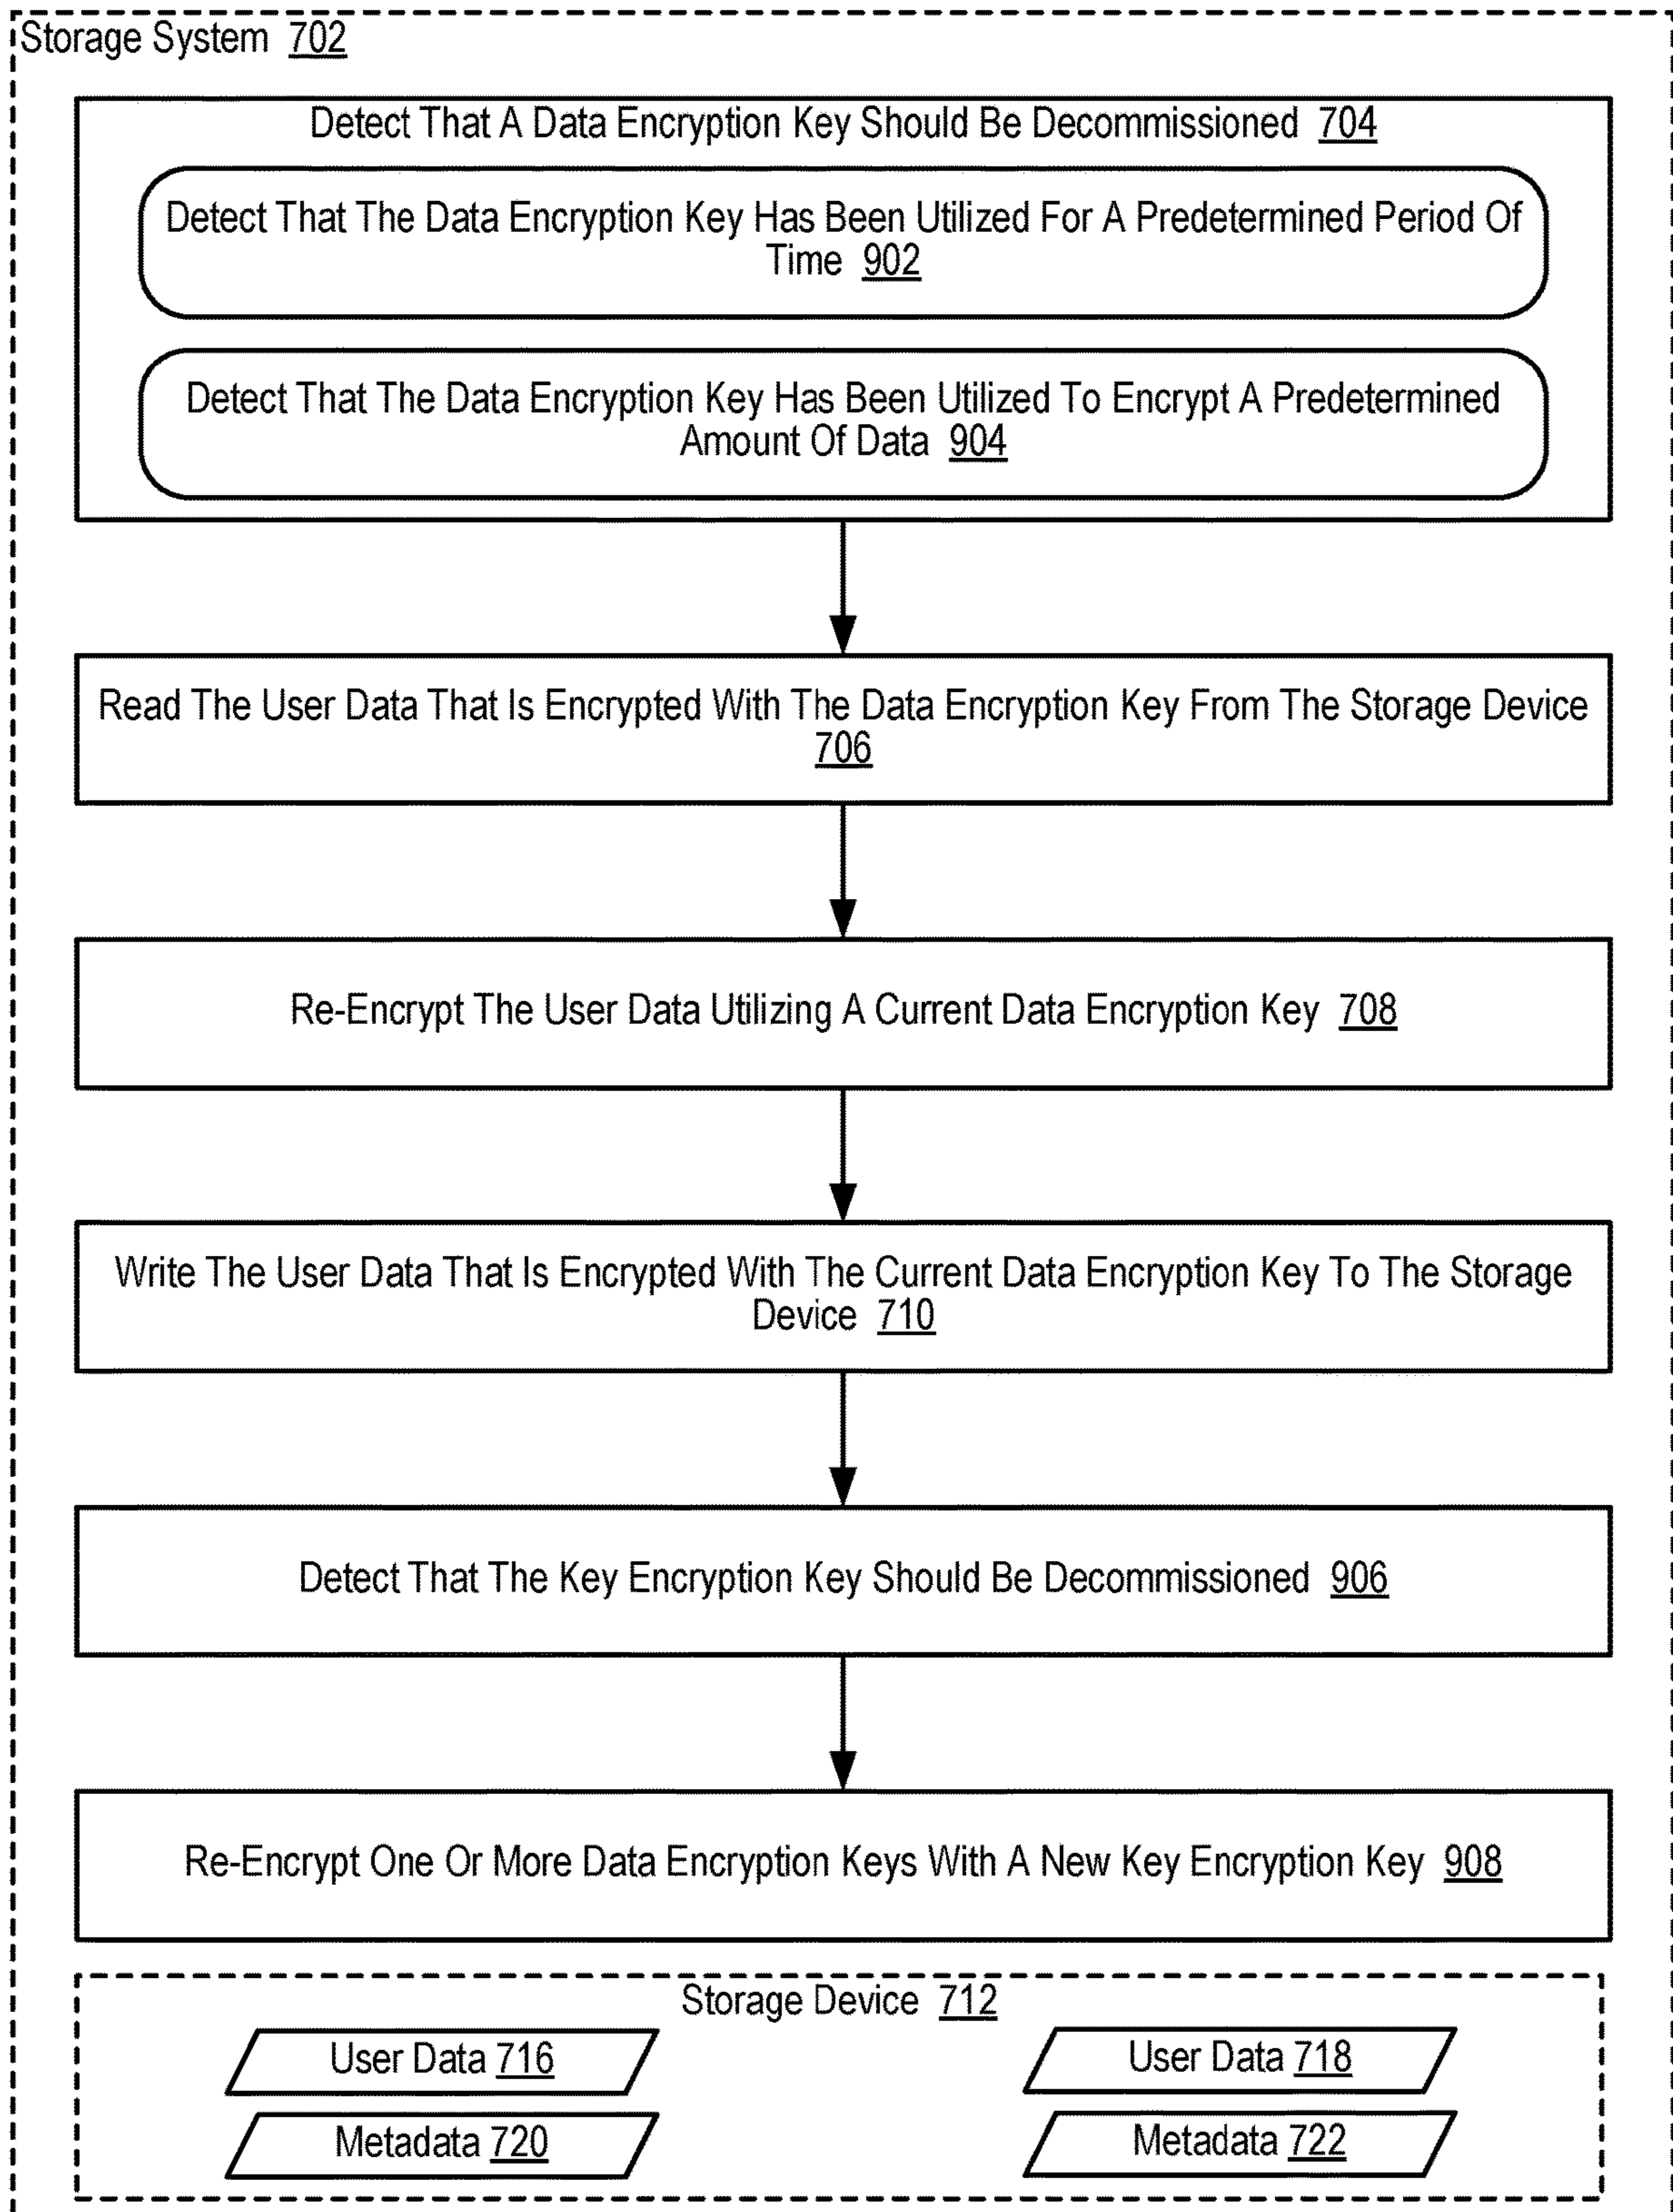 Storage System 702
Detect That A Data Encryption Key Should Be Decommissioned 704
Detect That The Data Encryption Key Has Been Utilized For A Predetermined Period Of
Time 902
Detect That The Data Encryption Key Has Been Utilized To Encrypt A Predetermined
Amount Of Data 904
Read The User Data That Is Encrypted With The Data Encryption Key From The Storage Device
706
Re-Encrypt The User Data Utilizing A Current Data Encryption Key 708
Write The User Data That Is Encrypted With The Current Data Encryption Key To The Storage
Device 710
Detect That The Key Encryption Key Should Be Decommissioned 906
Re-Encrypt One Or More Data Encryption Keys With A New Key Encryption Key 908
Storage Device 712
User Data 716
User Data 718
Metadata 720
Metadata 722